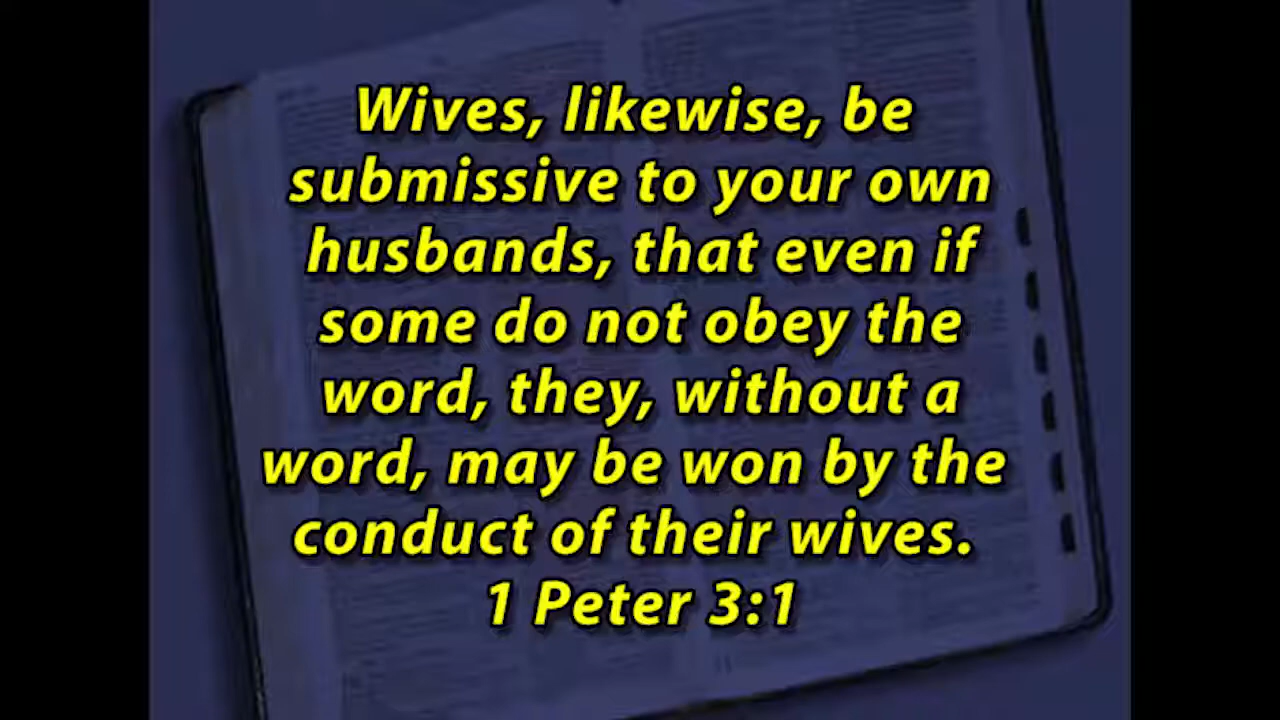 Wives, likewise, be
submissive to your own
husbands, that even if
some do not obey the
word, they, without a
word, may be won by the
conduct of their wives.
1 Peter 3:1